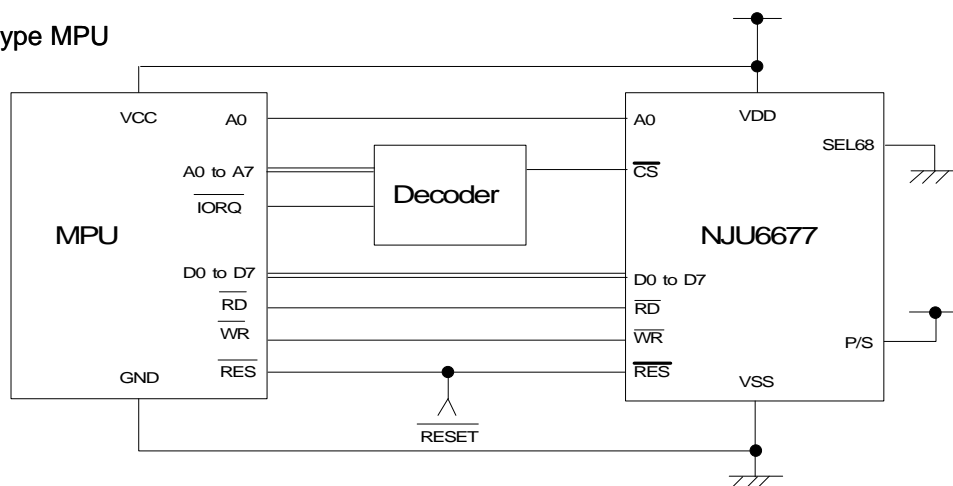 ype MPU
VCC
A0
A0
VDD
SEL68
A0 to A7
IORQ
Decoder
CS
MPU
NJU6677
D0 to D7
D0 to D7
RD
RD
WR
WR
P/S
RES
RES
GND
VSS
RESET